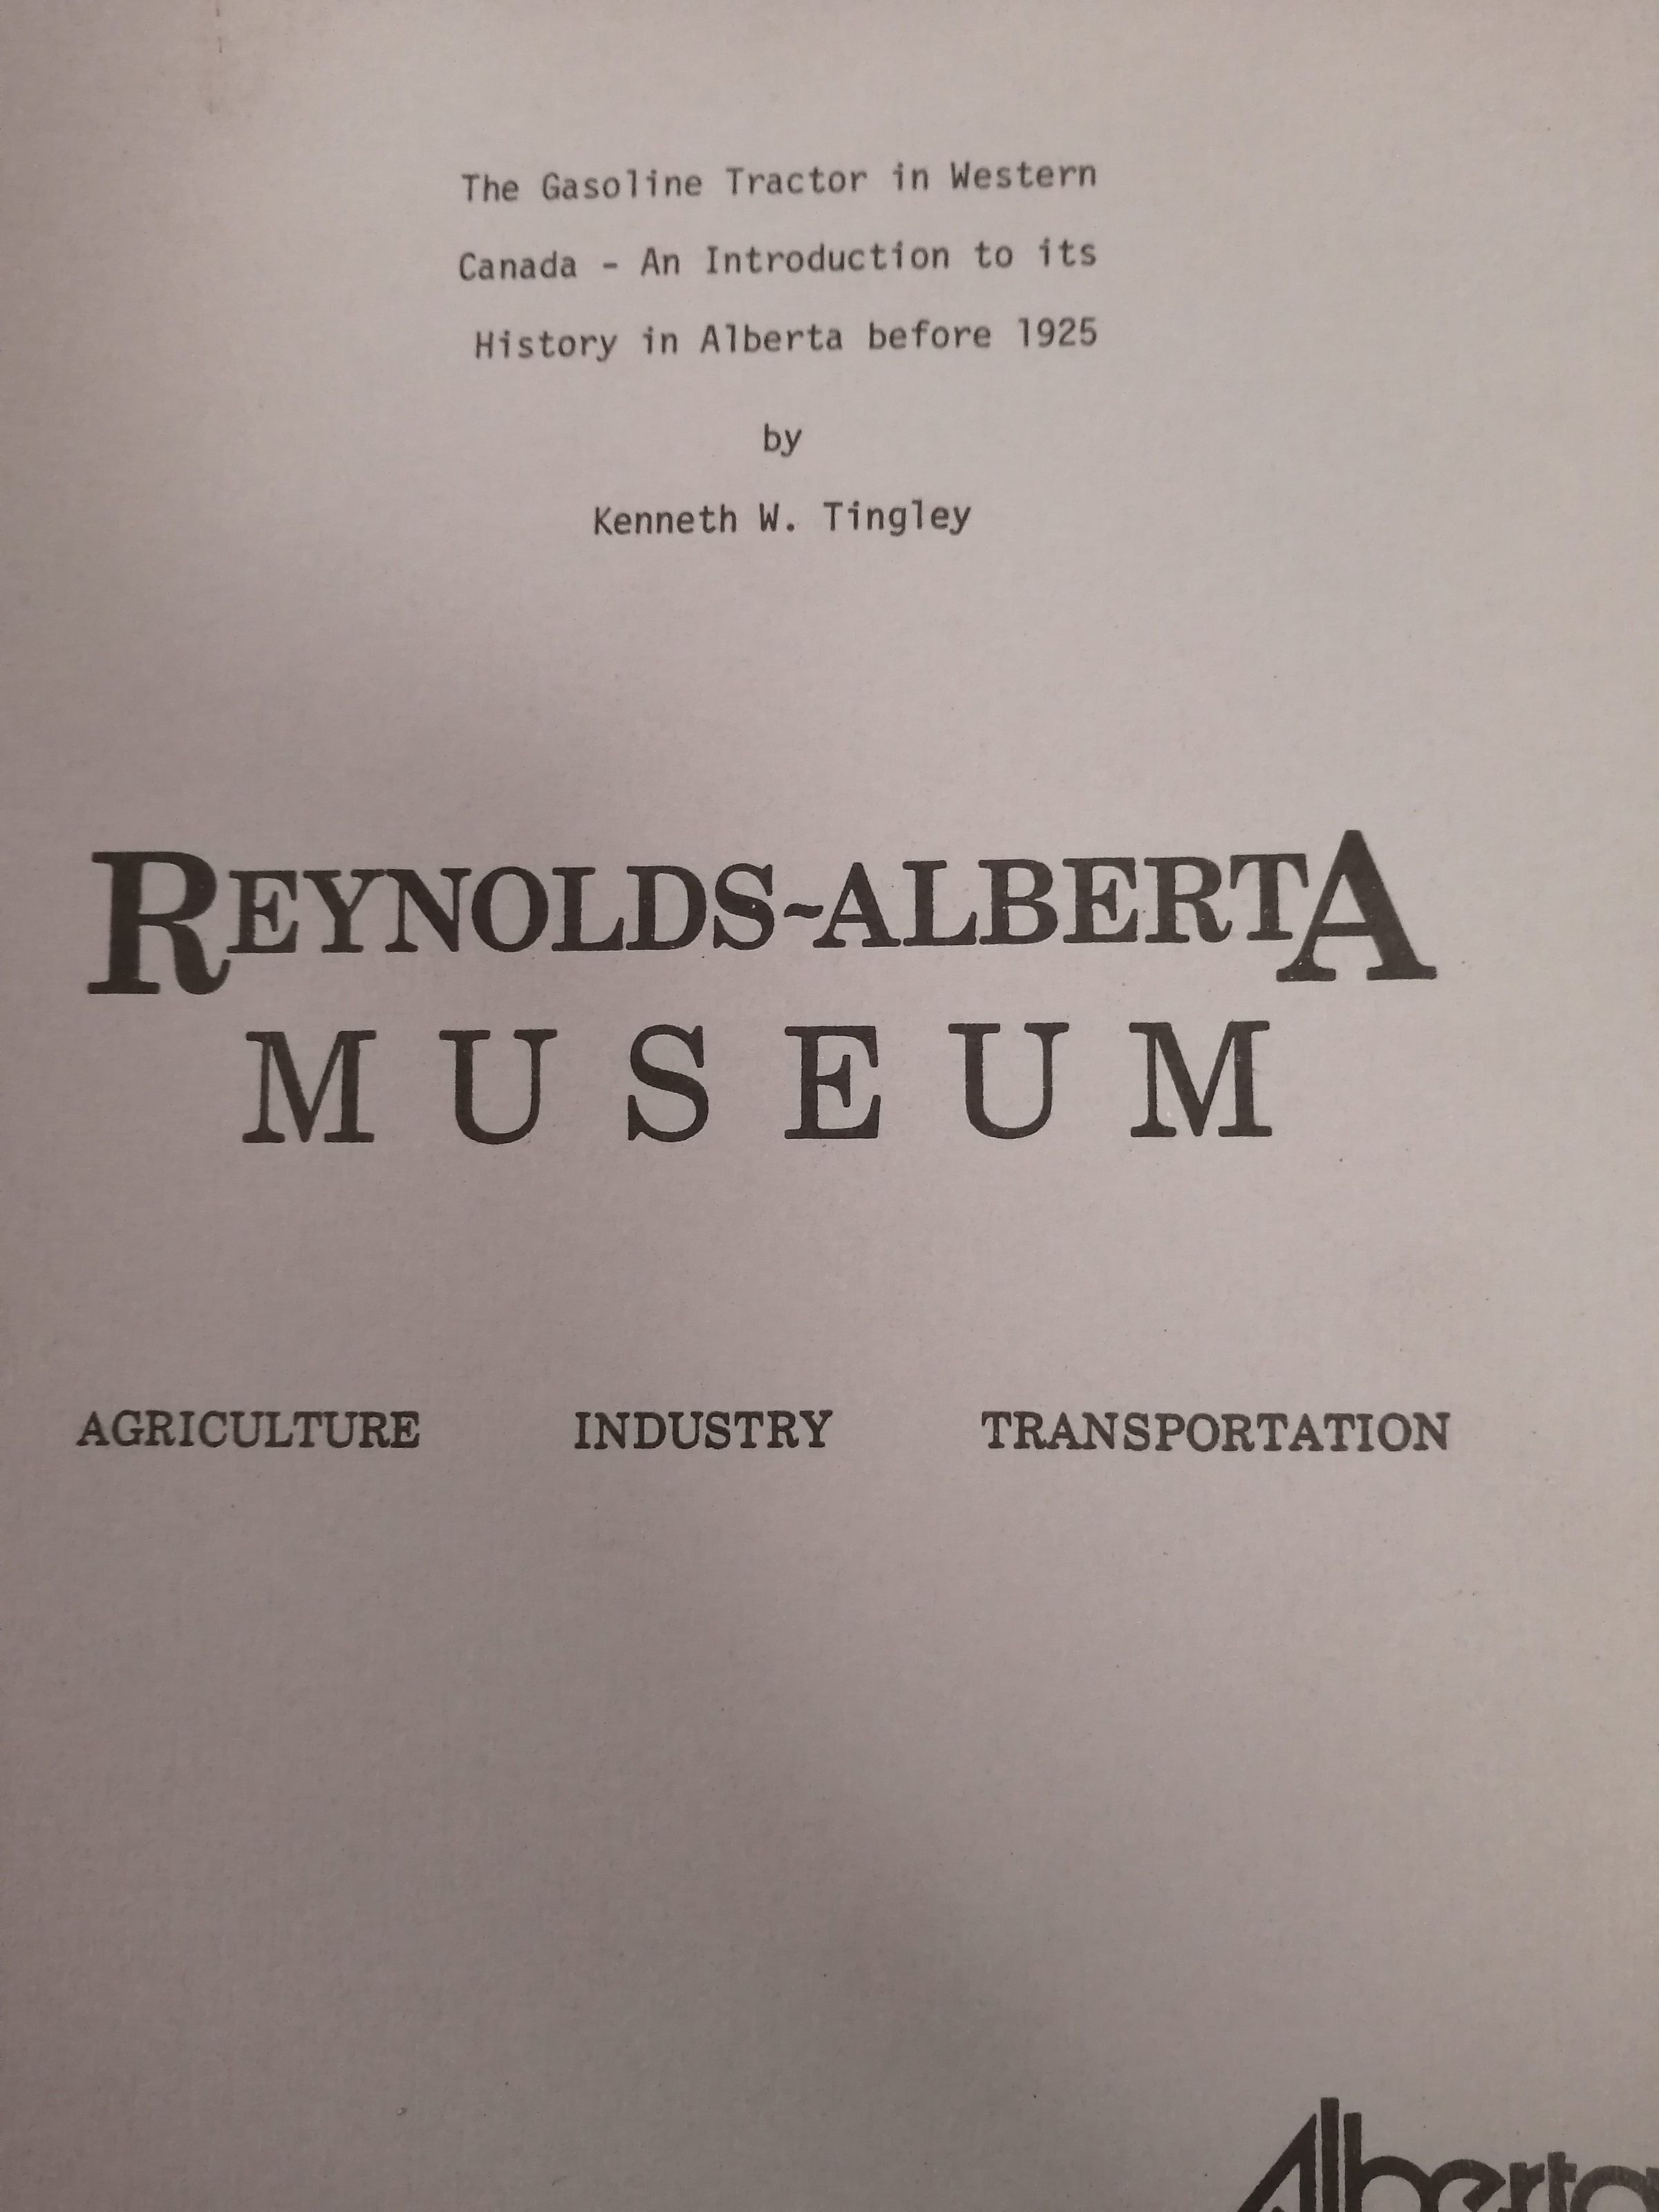 The Gasoline Tractor in Western
Canada - An Introduction to its
History in Alberta before 1925
by
Kenneth W. Tingley
REYNOLDS~ALBERTA
MUSEUM
AGRICULTURE INDUSTRY TRANSPORTATION
Alberta